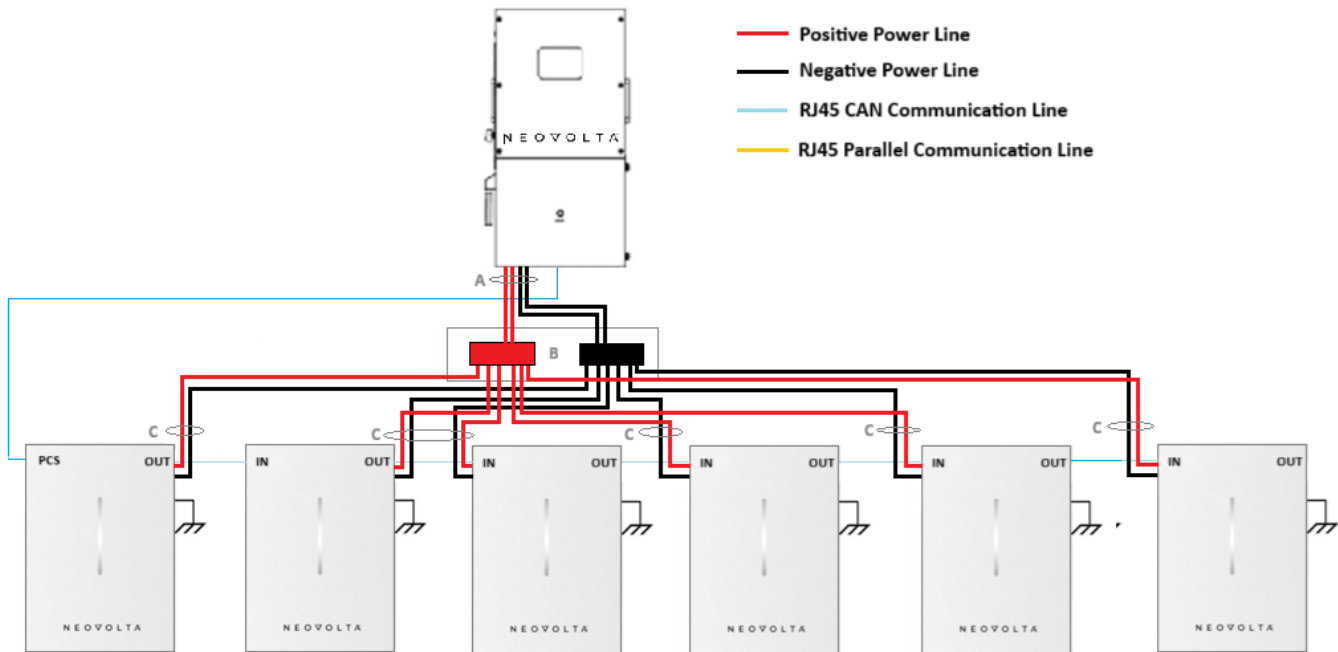 Positive Power Line
Negative Power Line
RJ45 CAN Communication Line
RJ45 Parallel Communication Line
NEOVOLTA
A
B
C
C
C
C
C
PCS OUT
IN OUT
IN OUT
IN OUT
IN OUT
IN OUT
NEOVOLTA
NEOVOLTA
NEOVOLTA
NEOVOLTA
NEOVOLTA
NEOVOLTA